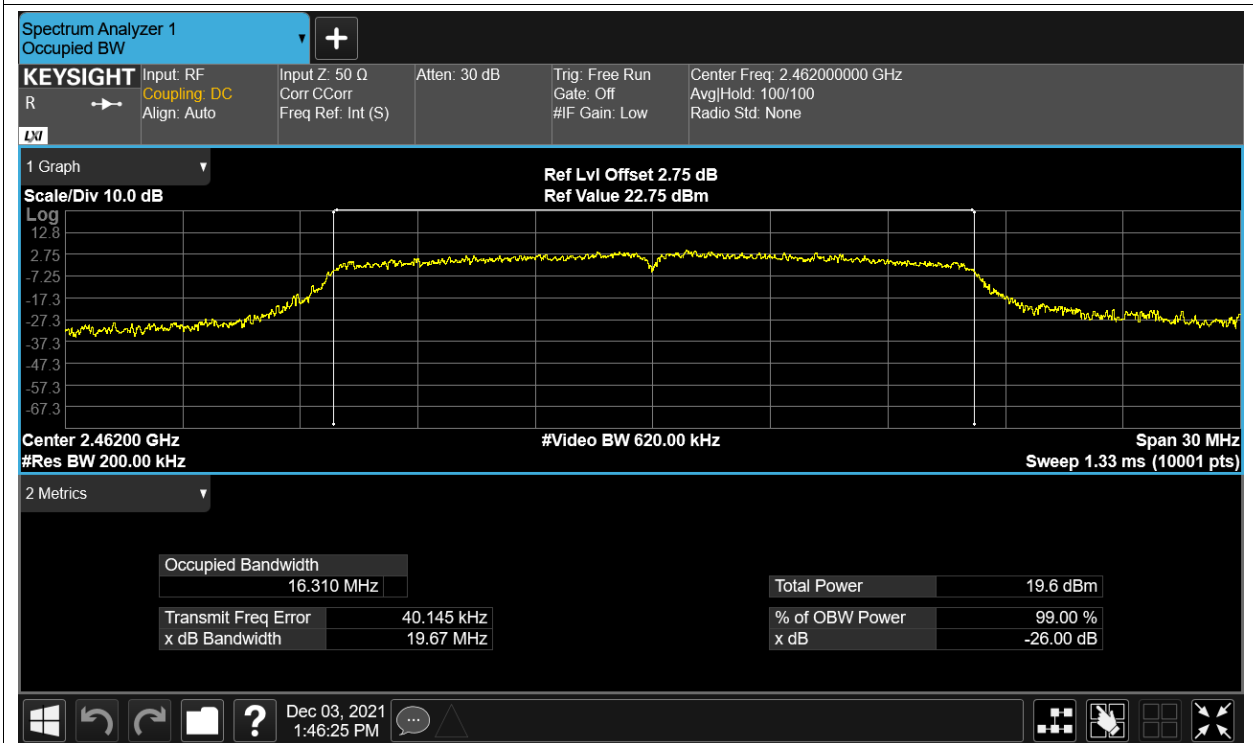 Spectrum Analyzer 1
Occupied BW
KEYSIGHT
R
LXI
Input: RF
Coupling: DC
Align: Auto
Input Z: 50 Ω
Corr CCorr
Freq Ref: Int (S)
Atten: 30 dB
Trig: Free Run
Gate: Off
#IF Gain: Low
Center Freq: 2.462000000 GHz
Avg|Hold: 100/100
Radio Std: None
1 Graph
Scale/Div 10.0 dB
Ref Lvl Offset 2.75 dB
Ref Value 22.75 dBm
Log
12.8
2.75
-7.25
-17.3
-27.3
-37.3
-47.3
-57.3
-67.3
Center 2.46200 GHz
#Video BW 620.00 kHz
Span 30 MHz
#Res BW 200.00 kHz
Sweep 1.33 ms (10001 pts)
2 Metrics
Occupied Bandwidth
16.310 MHz
Total Power 19.6 dBm
Transmit Freq Error 40.145 kHz
% of OBW Power 99.00 %
x dB Bandwidth 19.67 MHz
x dB -26.00 dB
?
Dec 03, 2021
1:46:25 PM